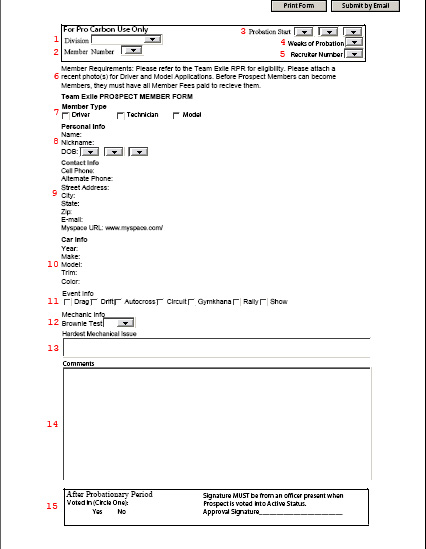 Print Form Submit by Email
For Pro Carbon Use Only
1 Division
2 Member Number
3 Probation Start
4 Weeks of Probation
5 Recruiter Number
Member Requirements: Please refer to the Team Exile RPR for eligibility. Please attach a
6 recent photo(s) for Driver and Model Applications. Before Prospect Members can become
Members, they must have all Member Fees paid to recieve them.
Team Exile PROSPECT MEMBER FORM
Member Type
7 Driver Technician Model
Personal Info
Name:
8 Nickname:
DOB:
Contact Info
Cell Phone:
Alternate Phone:
Street Address:
9 City:
State:
Zip:
E-mail:
Myspace URL: www.myspace.com/
Car Info
Year:
Make:
10 Model:
Trim:
Color:
Event Info
11 Drag Drift Autocross Circuit Gymkhana Rally Show
Mechanic Info
12 Brownie Test
Hardest Mechanical Issue
13
Comments
14
After Probationary Period
15 Voted in (Circle One):
Yes No
Signature MUST be from an officer present when
Prospect is voted into Active Status.
Approval Signature